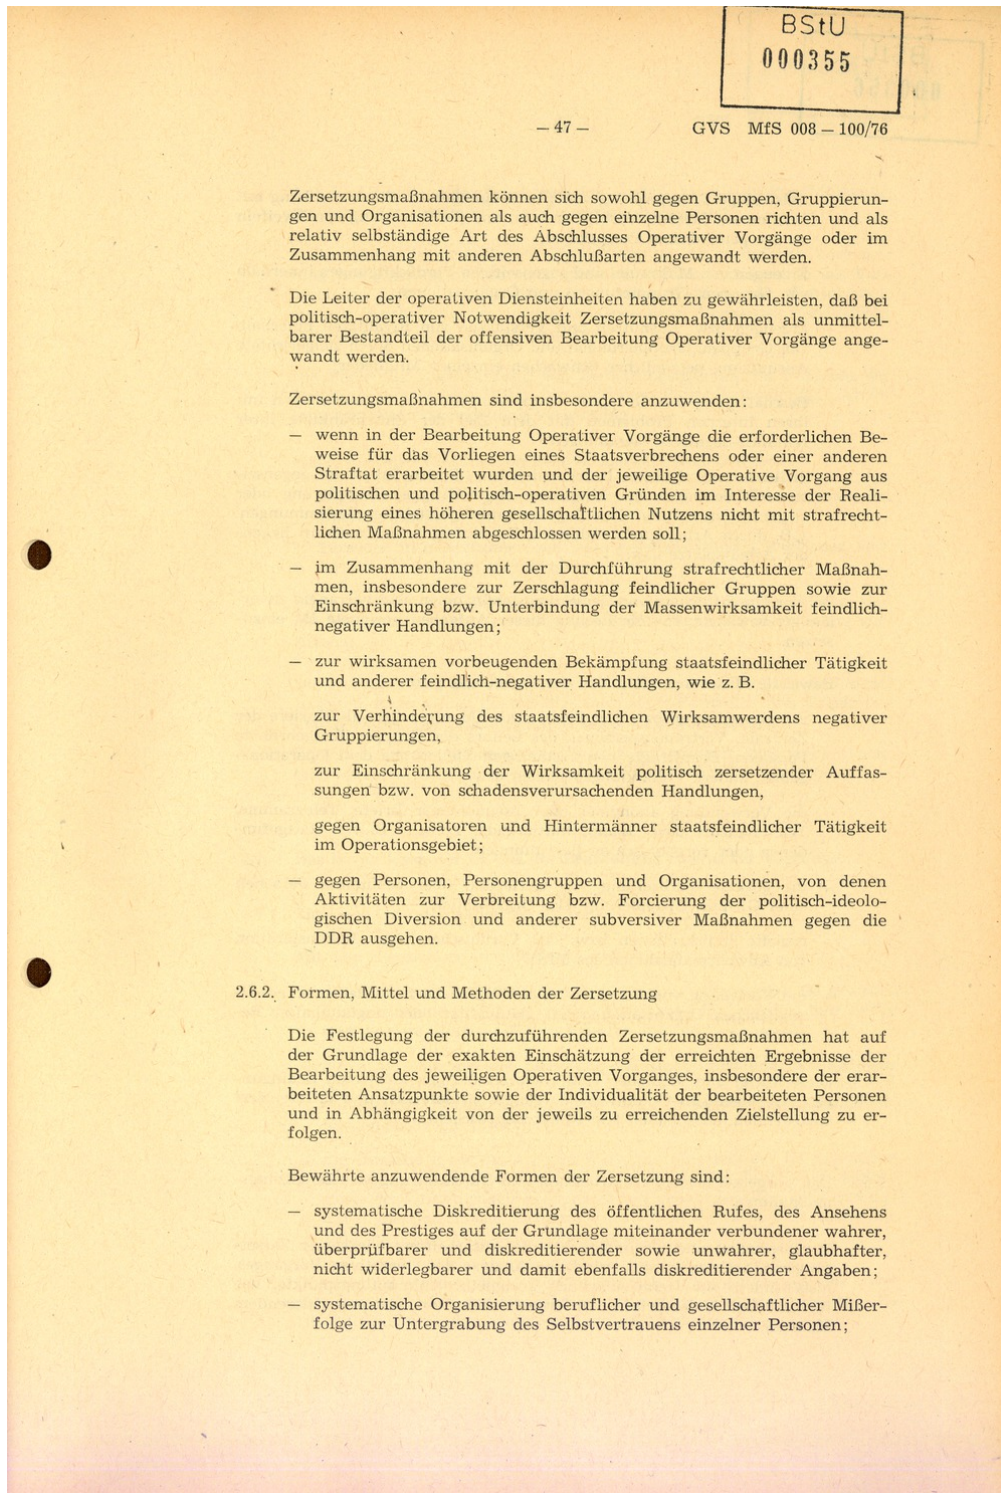 BStU
000355
— 47 —
GVS MfS 008 — 100/76
Zersetzungsmaßnahmen können sich sowohl gegen Gruppen, Gruppierun-
gen und Organisationen als auch gegen einzelne Personen richten und als
relativ selbständige Art des Abschlusses Operativer Vorgänge oder im
Zusammenhang mit anderen Abschlußarten angewandt werden.
Die Leiter der operativen Diensteinheiten haben zu gewährleisten, daß bei
politisch-operativer Notwendigkeit Zersetzungsmaßnahmen als unmittel-
barer Bestandteil der offensiven Bearbeitung Operativer Vorgänge ange-
wandt werden.
Zersetzungsmaßnahmen sind insbesondere anzuwenden:
— wenn in der Bearbeitung Operativer Vorgänge die erforderlichen Be-
weise für das Vorliegen eines Staatsverbrechens oder einer anderen
Straftat erarbeitet wurden und der jeweilige Operative Vorgang aus
politischen und politisch-operativen Gründen im Interesse der Reali-
sierung eines höheren gesellschaftlichen Nutzens nicht mit strafrecht-
lichen Maßnahmen abgeschlossen werden soll;
— im Zusammenhang mit der Durchführung strafrechtlicher Maßnah-
men, insbesondere zur Zerschlagung feindlicher Gruppen sowie zur
Einschränkung bzw. Unterbindung der Massenwirksamkeit feindlich-
negativer Handlungen;
— zur wirksamen vorbeugenden Bekämpfung staatsfeindlicher Tätigkeit
und anderer feindlich-negativer Handlungen, wie z. B.
zur Verhinderung des staatsfeindlichen Wirksamwerdens negativer
Gruppierungen,
zur Einschränkung der Wirksamkeit politisch zersetzender Auffas-
sungen bzw. von schadensverursachenden Handlungen,
gegen Organisatoren und Hintermänner staatsfeindlicher Tätigkeit
im Operationsgebiet;
— gegen Personen, Personengruppen und Organisationen, von denen
Aktivitäten zur Verbreitung bzw. Forcierung der politisch-ideolo-
gischen Diversion und anderer subversiver Maßnahmen gegen die
DDR ausgehen.
2.6.2. Formen, Mittel und Methoden der Zersetzung
Die Festlegung der durchzuführenden Zersetzungsmaßnahmen hat auf
der Grundlage der exakten Einschätzung der erreichten Ergebnisse der
Bearbeitung des jeweiligen Operativen Vorganges, insbesondere der erar-
beiteten Ansatzpunkte sowie der Individualität der bearbeiteten Personen
und in Abhängigkeit von der jeweils zu erreichenden Zielstellung zu er-
folgen.
Bewährte anzuwendende Formen der Zersetzung sind:
— systematische Diskreditierung des öffentlichen Rufes, des Ansehens
und des Prestiges auf der Grundlage miteinander verbundener wahrer,
überprüfbarer und diskreditierender sowie unwahrer, glaubhafter,
nicht widerlegbarer und damit ebenfalls diskreditierender Angaben;
— systematische Organisierung beruflicher und gesellschaftlicher Mißer-
folge zur Untergrabung des Selbstvertrauens einzelner Personen;